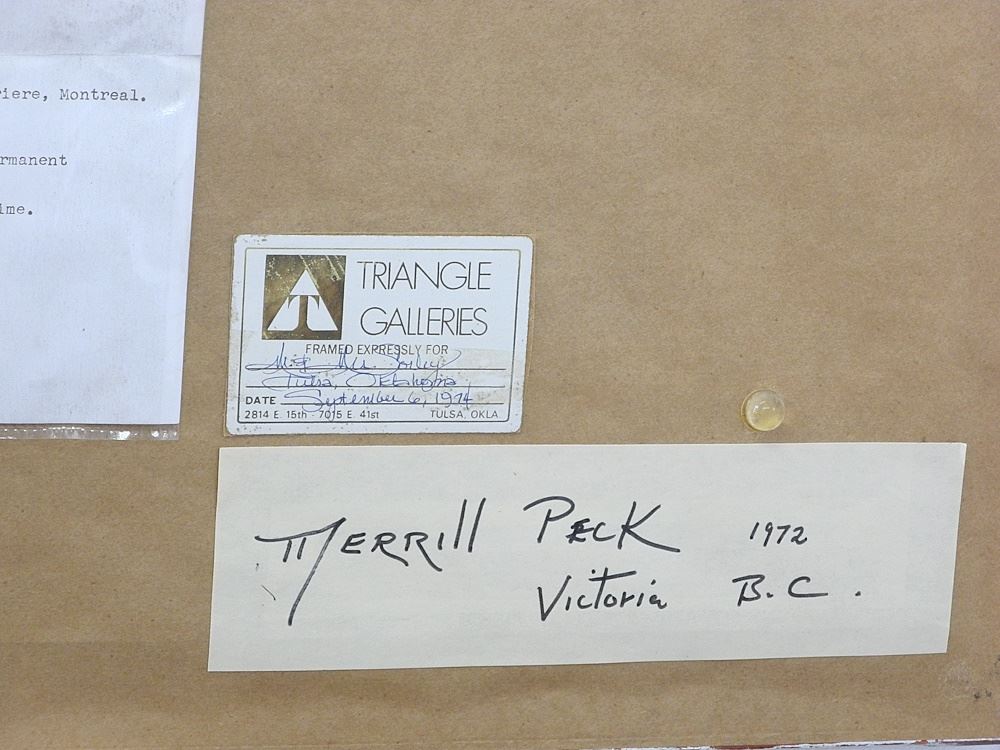 iere, Montreal.
rmanent
ime.
TRIANGLE
GALLERIES
FRAMED EXPRESSLY FOR
Tulsa, Oklahoma
DATE September 6, 1974
2814 E. 15th - 7015 E. 41st TULSA, OKLA.
MERRILL PECK 1972
Victoria B.C.